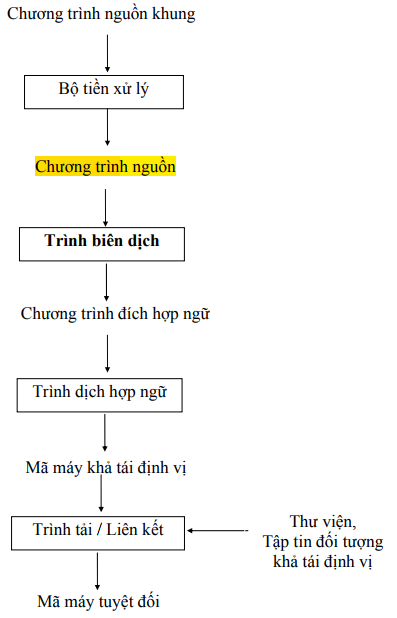 Chương trình nguồn khung
Bộ tiền xử lý
Chương trình nguồn
Trình biên dịch
Chương trình đích hợp ngữ
Trình dịch hợp ngữ
Mã máy khả tái định vị
Trình tải / Liên kết
Thư viện,
Tập tin đối tượng
khả tái định vị
Mã máy tuyệt đối